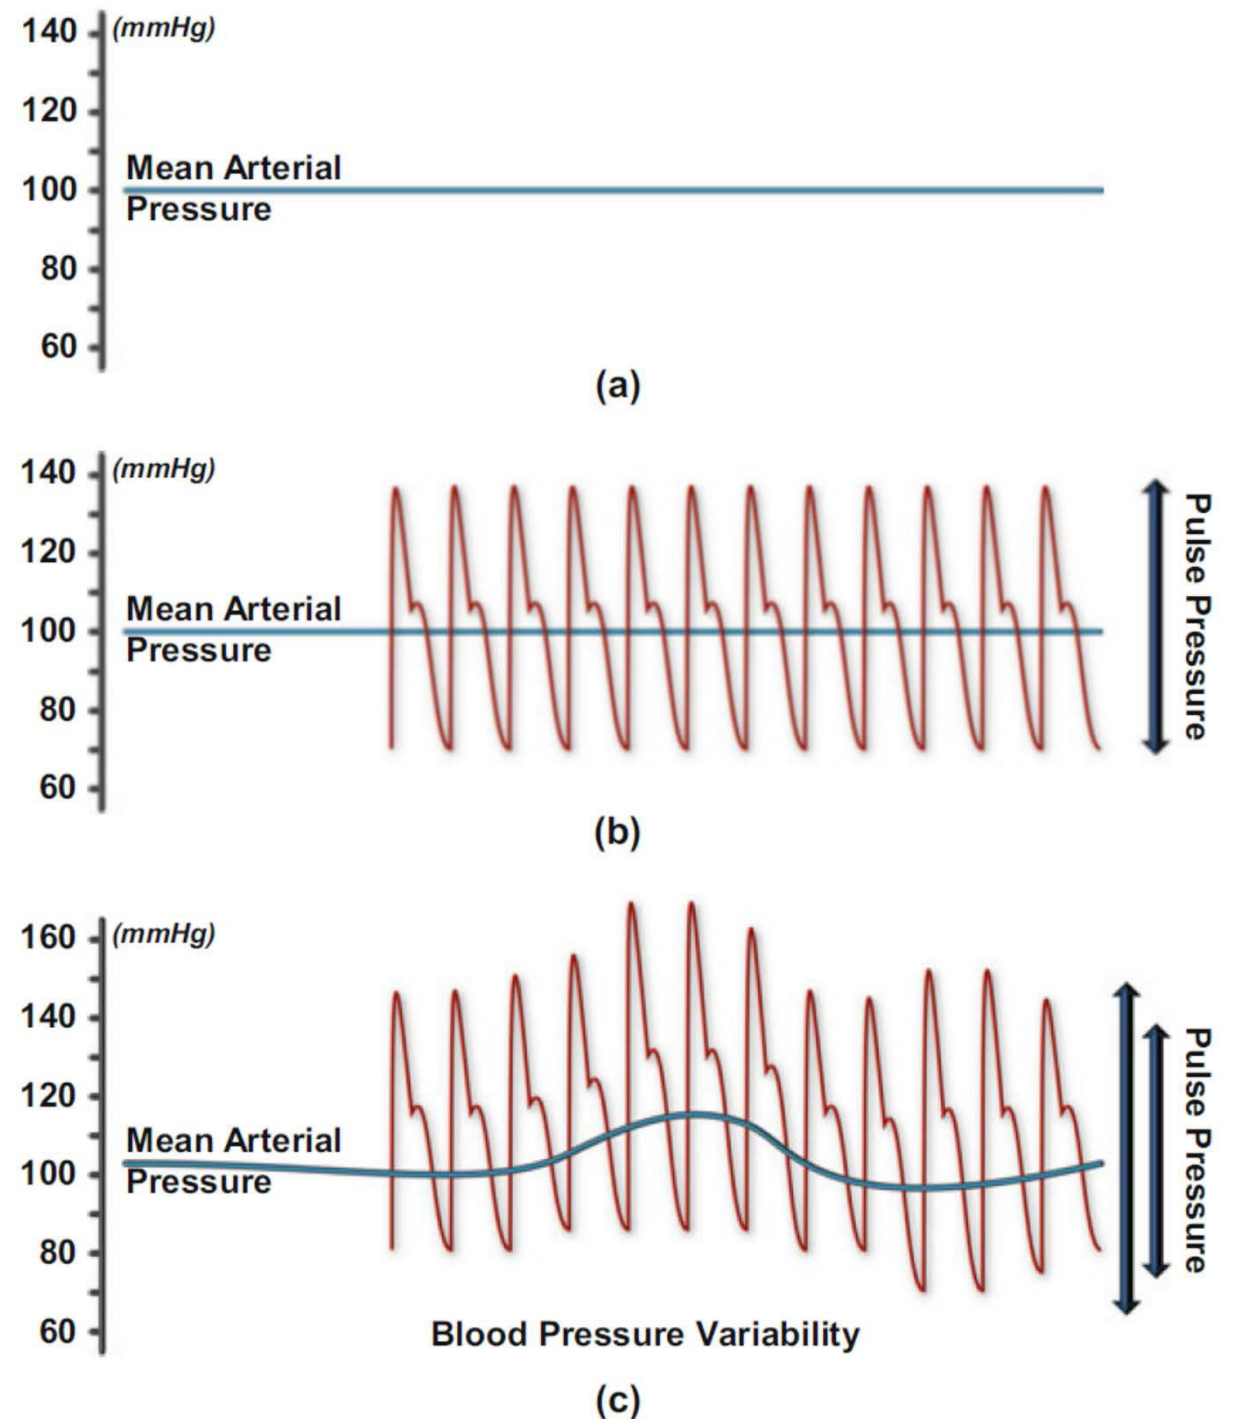 140 (mmHg)
120
Mean Arterial
100
Pressure
80
60
(a)
140 (mmHg)
120
Mean Arterial
100
Pressure
80
60
Pulse Pressure
(b)
160 (mmHg)
140
120
Mean Arterial
100
Pressure
80
60
Pulse Pressure
Blood Pressure Variability
(c)